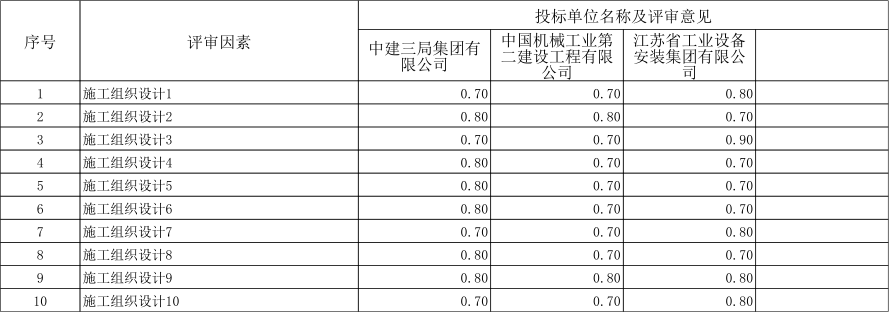 序号 评审因素 投标单位名称及评审意见
中建三局集团有限公司 中国机械工业第二建设工程有限公司 江苏省工业设备安装集团有限公司
1 施工组织设计1 0.70 0.70 0.80
2 施工组织设计2 0.80 0.80 0.70
3 施工组织设计3 0.70 0.70 0.90
4 施工组织设计4 0.80 0.70 0.70
5 施工组织设计5 0.80 0.70 0.70
6 施工组织设计6 0.80 0.70 0.70
7 施工组织设计7 0.70 0.70 0.80
8 施工组织设计8 0.80 0.70 0.70
9 施工组织设计9 0.80 0.80 0.80
10 施工组织设计10 0.70 0.70 0.80